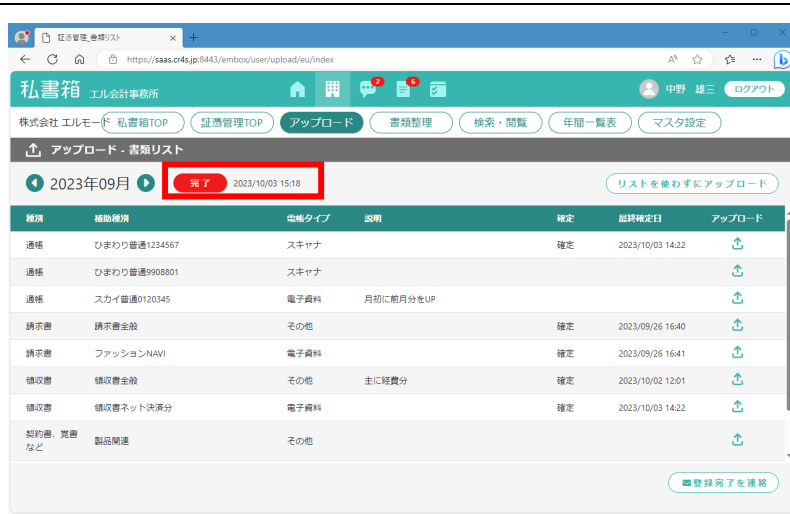 証憑管理_書類リスト
https://saas.cr4s.jp:8443/embox/user/upload/eu/index
私書箱 エル会計事務所 2 6 中野 雄三 ログアウト
株式会社 エルモード 私書箱TOP 証憑管理TOP アップロード 書類整理 検索・閲覧 年間一覧表 マスタ設定
アップロード - 書類リスト
2023年09月 完了 2023/10/03 15:18 リストを使わずにアップロード
種別 補助種別 電帳タイプ 説明 確定 最終確定日 アップロード
通帳 ひまわり普通1234567 スキャナ 確定 2023/10/03 14:22
通帳 ひまわり普通9908801 スキャナ
通帳 スカイ普通0120345 電子資料 月初に前月分をUP
請求書 請求書全般 その他 確定 2023/09/26 16:40
請求書 ファッションNAVI 電子資料 確定 2023/09/26 16:41
領収書 領収書全般 その他 主に経費分 確定 2023/10/02 12:01
領収書 領収書ネット決済分 電子資料 確定 2023/10/03 14:22
契約書、覚書など 製品関連 その他
登録完了を連絡